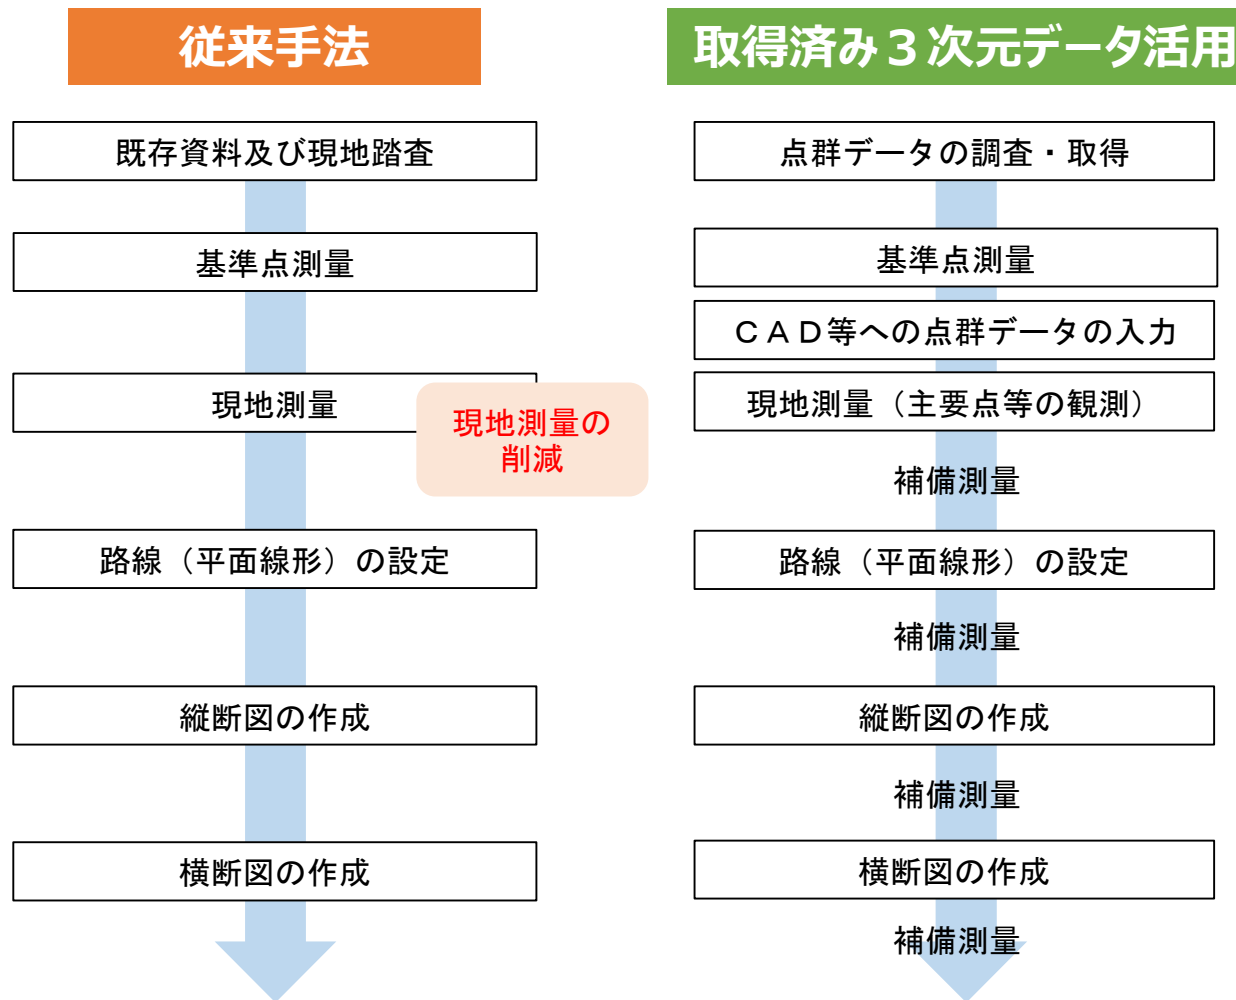 従来手法
既存資料及び現地踏査
基準点測量
現地測量
現地測量の
削減
路線（平面線形）の設定
縦断図の作成
横断図の作成
取得済み３次元データ活用
点群データの調査・取得
基準点測量
ＣＡＤ等への点群データの入力
現地測量（主要点等の観測）
補備測量
路線（平面線形）の設定
補備測量
縦断図の作成
補備測量
横断図の作成
補備測量